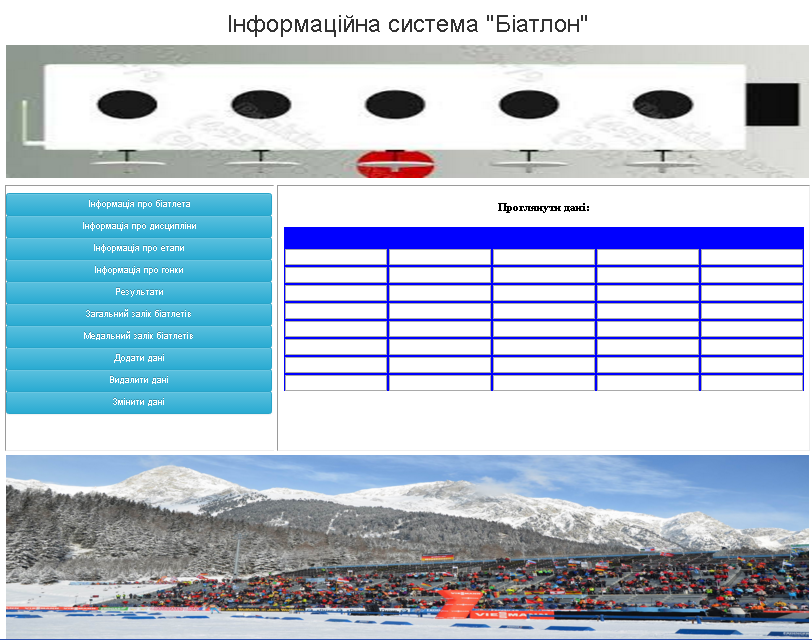 Інформаційна система "Біатлон"
Інформація про біатлета
Інформація про дисципліни
Інформація про етапи
Інформація про гонки
Результати
Загальний залік біатлетів
Медальний залік біатлетів
Додати дані
Видалити дані
Змінити дані
Проглянути дані:
VIESMANN